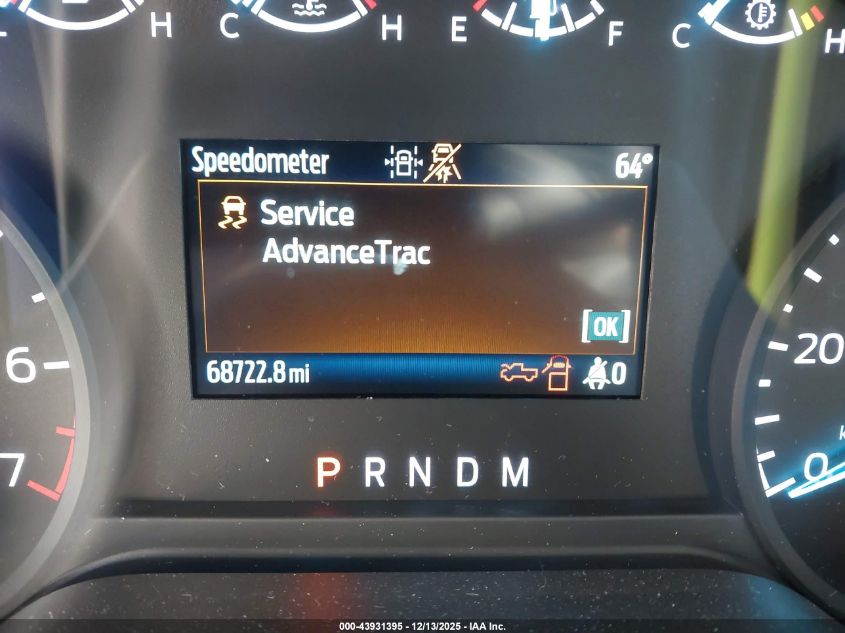 H C H E F C H
Speedometer 64°
Service
AdvanceTrac
[OK]
68722.8 mi 0
6
7
20
0
P R N D M
000-43931395 - 12/13/2025 - IAA Inc.